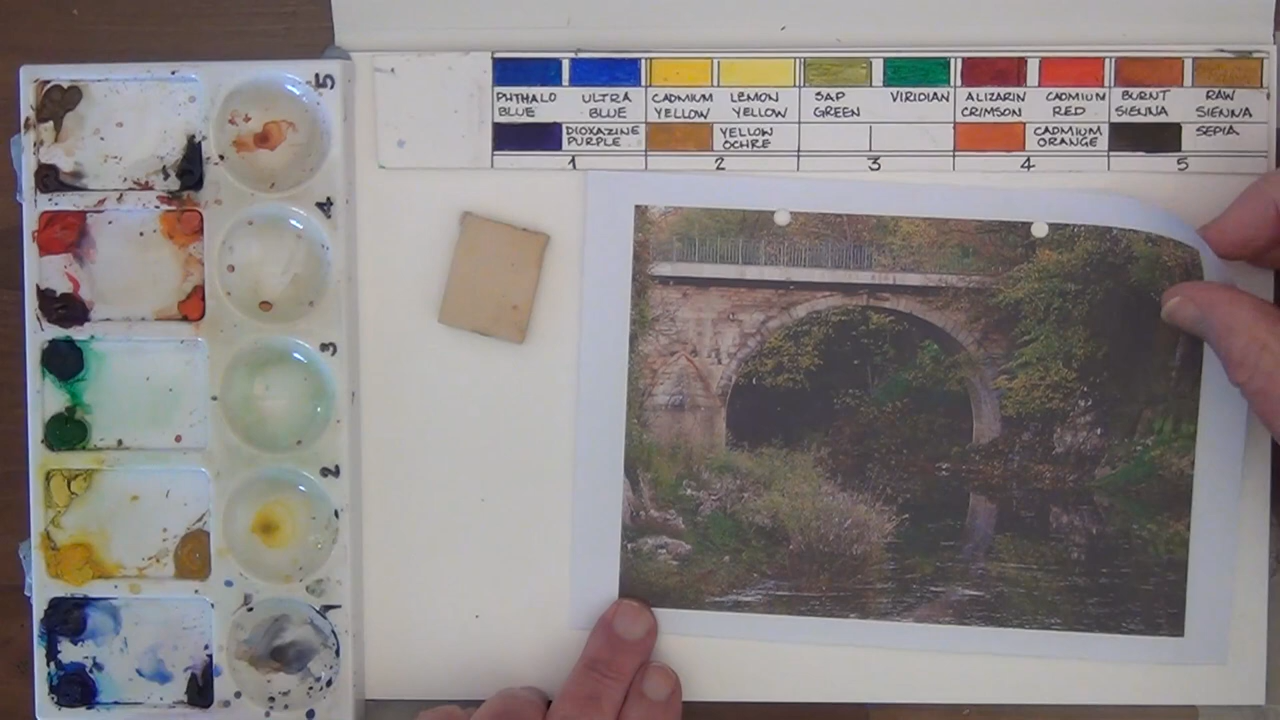 PHTHALO BLUE
ULTRA BLUE
CADMIUM YELLOW
LEMON YELLOW
SAP GREEN
VIRIDIAN
ALIZARIN CRIMSON
CADMIUM RED
BURNT SIENNA
RAW SIENNA
DIOXAZINE PURPLE
YELLOW OCHRE
CADMIUM ORANGE
SEPIA
1
2
3
4
5
5
4
3
2
1